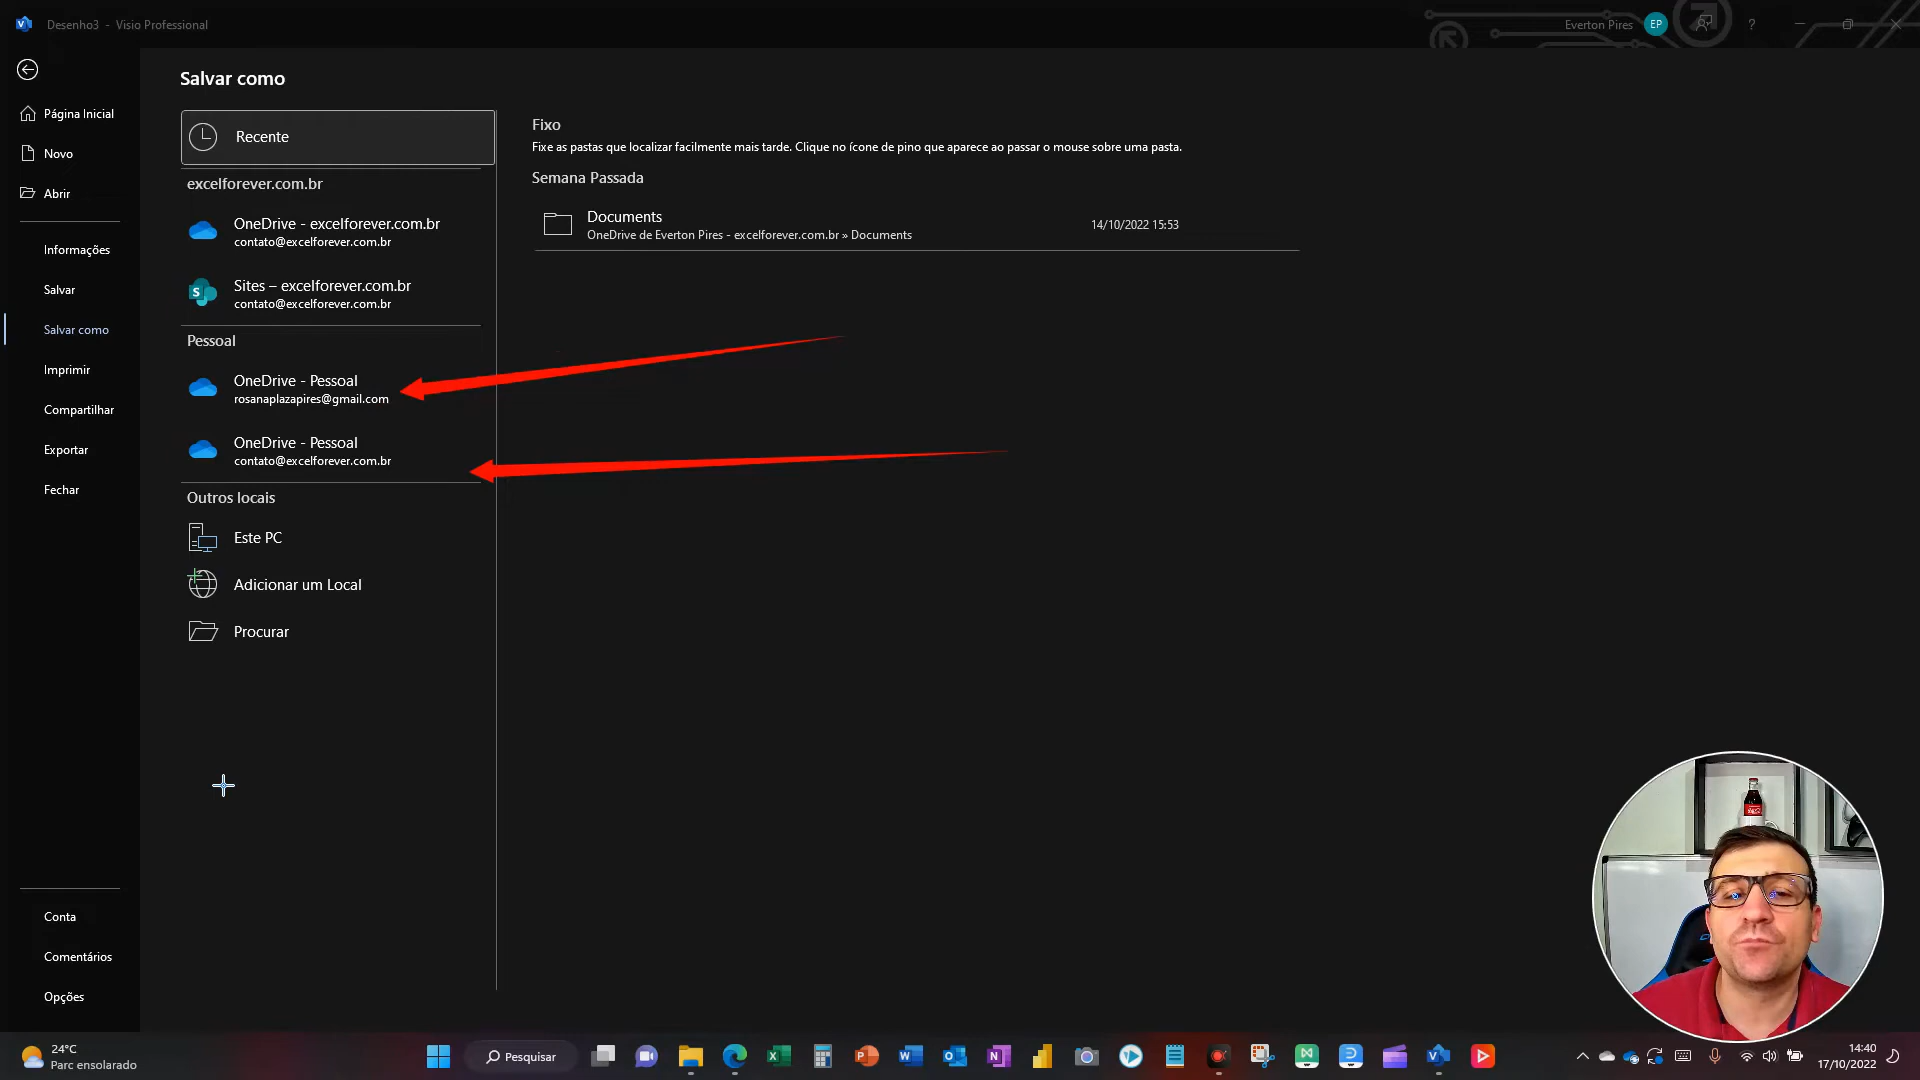 Desenho3 - Visio Professional
Everton Pires EP
?
Salvar como
Página Inicial
Novo
Abrir
Informações
Salvar
Salvar como
Imprimir
Compartilhar
Exportar
Fechar
Conta
Comentários
Opções
Recente
excelforever.com.br
OneDrive - excelforever.com.br
contato@excelforever.com.br
Sites – excelforever.com.br
contato@excelforever.com.br
Pessoal
OneDrive - Pessoal
rosanaplazapires@gmail.com
OneDrive - Pessoal
contato@excelforever.com.br
Outros locais
Este PC
Adicionar um Local
Procurar
Fixo
Fixe as pastas que localizar facilmente mais tarde. Clique no ícone de pino que aparece ao passar o mouse sobre uma pasta.
Semana Passada
Documents
OneDrive de Everton Pires - excelforever.com.br » Documents
14/10/2022 15:53
24°C
Parc ensolarado
Pesquisar
14:40
17/10/2022